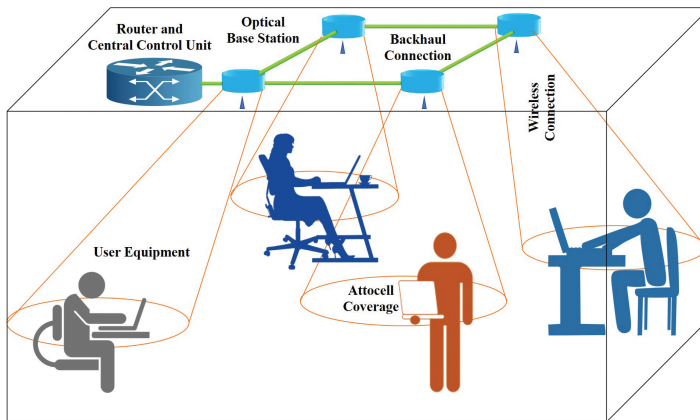 Router and
Central Control Unit
Optical
Base Station
Backhaul
Connection
Wireless
Connection
User Equipment
Attocell
Coverage